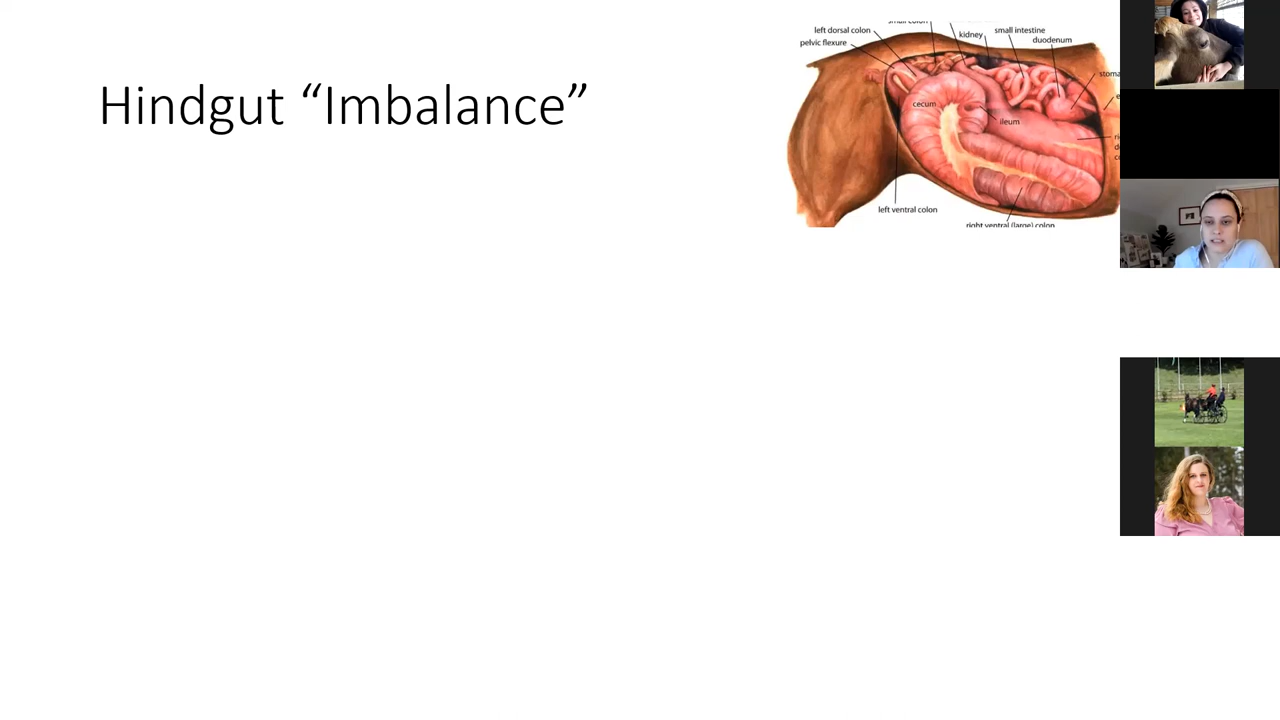 Hindgut “Imbalance”
small colon
left dorsal colon
kidney
small intestine
pelvic flexure
duodenum
cecum
ileum
left ventral colon
right ventral (large) colon